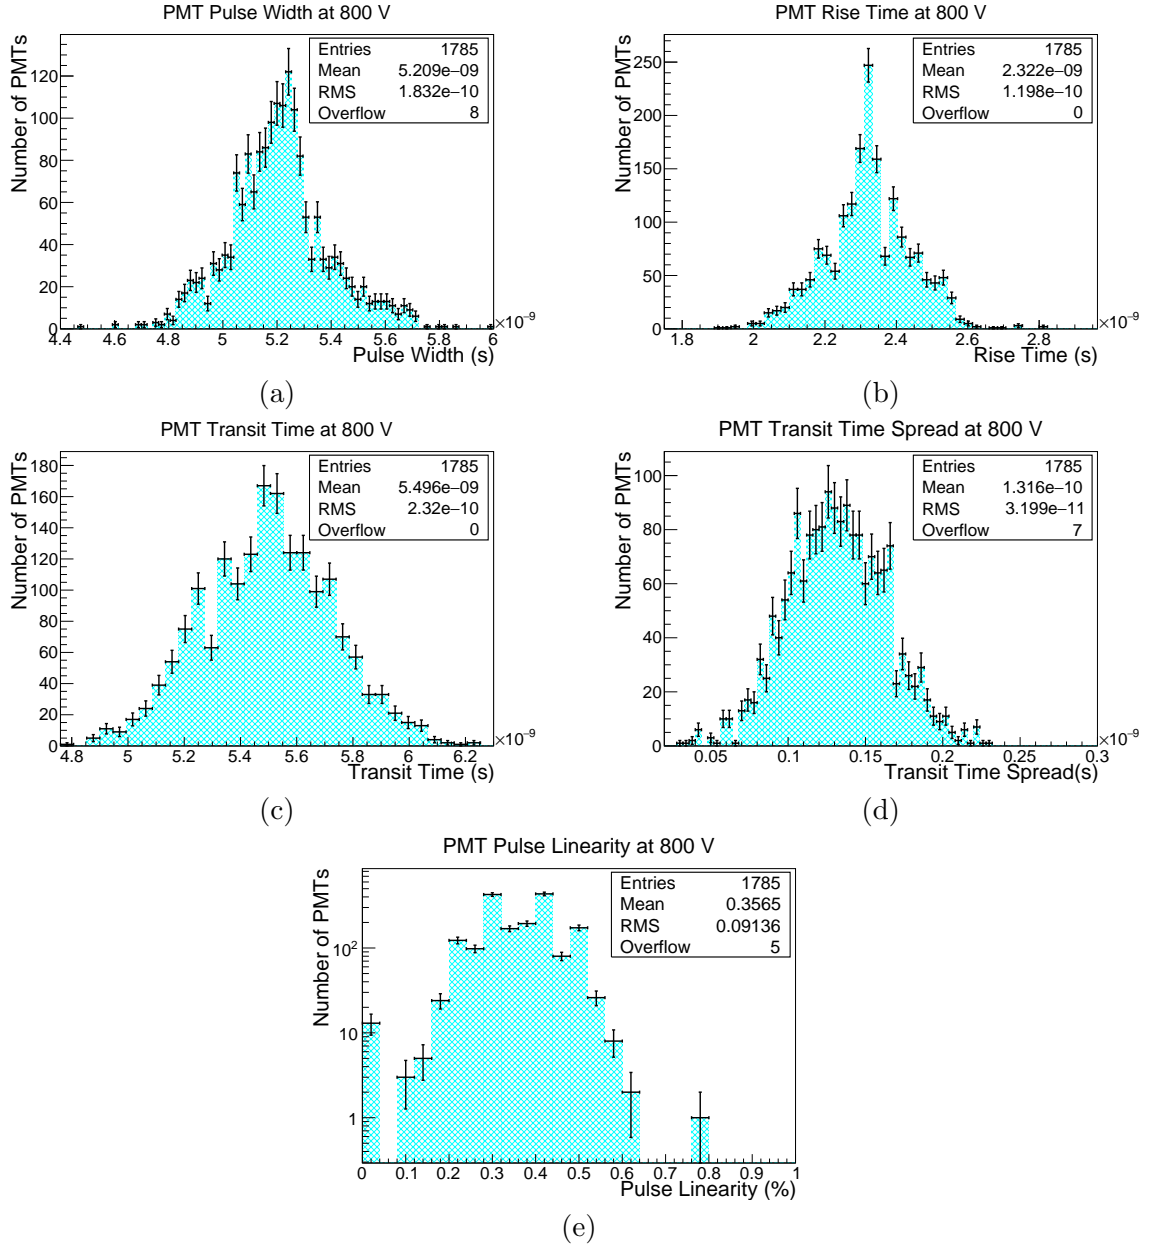 PMT Pulse Width at 800 V
Number of PMTs
120
100
80
60
40
20
0
Entries 1785
Mean 5.209e−09
RMS 1.832e−10
Overflow 8
4.4 4.6 4.8 5 5.2 5.4 5.6 5.8 6
×10−9
Pulse Width (s)
(a)
PMT Rise Time at 800 V
Number of PMTs
250
200
150
100
50
0
Entries 1785
Mean 2.322e−09
RMS 1.198e−10
Overflow 0
1.8 2 2.2 2.4 2.6 2.8
×10−9
Rise Time (s)
(b)
PMT Transit Time at 800 V
Number of PMTs
180
160
140
120
100
80
60
40
20
0
Entries 1785
Mean 5.496e−09
RMS 2.32e−10
Overflow 0
4.8 5 5.2 5.4 5.6 5.8 6 6.2
×10−9
Transit Time (s)
(c)
PMT Transit Time Spread at 800 V
Number of PMTs
100
80
60
40
20
0
Entries 1785
Mean 1.316e−10
RMS 3.199e−11
Overflow 7
0.05 0.1 0.15 0.2 0.25 0.3
×10−9
Transit Time Spread(s)
(d)
PMT Pulse Linearity at 800 V
Number of PMTs
10²
10
1
Entries 1785
Mean 0.3565
RMS 0.09136
Overflow 5
0 0.1 0.2 0.3 0.4 0.5 0.6 0.7 0.8 0.9 1
Pulse Linearity (%)
(e)